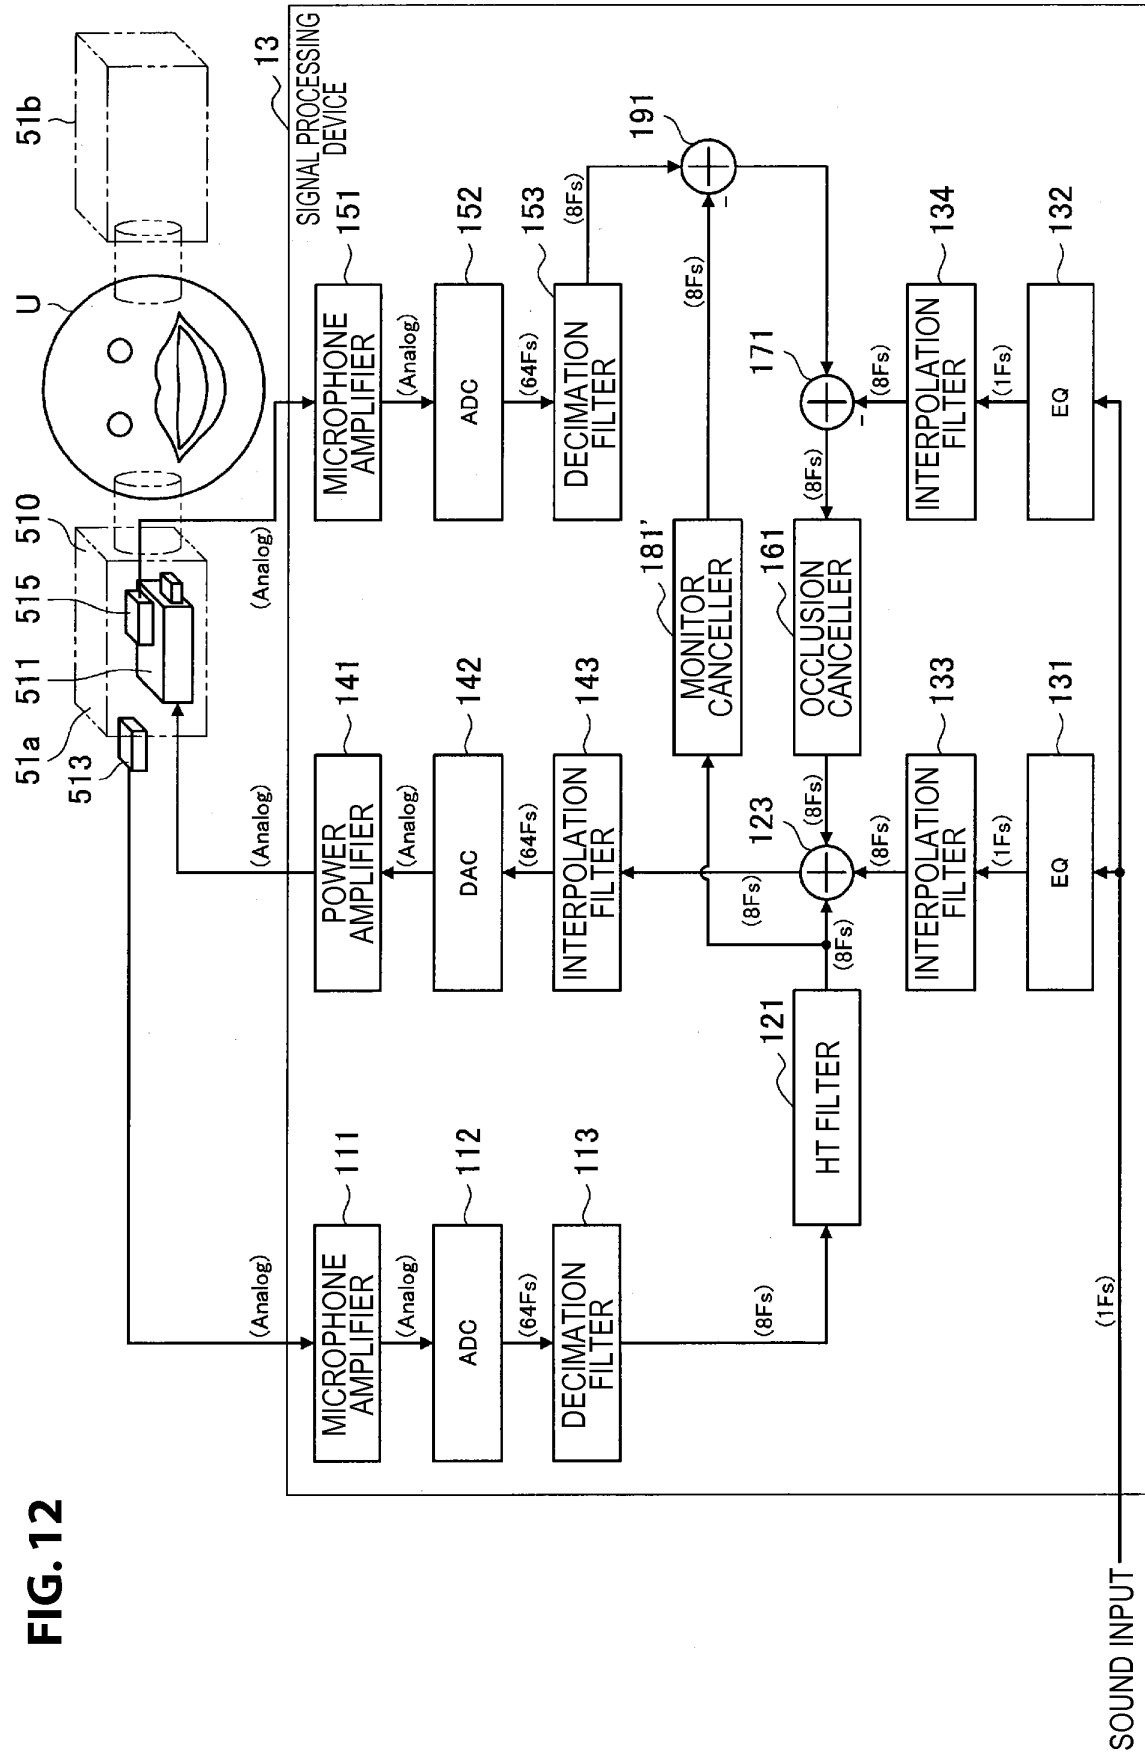 FIG. 12
51a
513
511
515
510
U
51b
13
SIGNAL PROCESSING
DEVICE
(Analog)
(Analog)
(Analog)
MICROPHONE
AMPLIFIER
111
POWER
AMPLIFIER
141
MICROPHONE
AMPLIFIER
151
(Analog)
(Analog)
(Analog)
ADC
112
DAC
142
ADC
152
(64Fs)
(64Fs)
(64Fs)
DECIMATION
FILTER
113
INTERPOLATION
FILTER
143
DECIMATION
FILTER
153
(8Fs)
(8Fs)
MONITOR
CANCELLER
181'
(8Fs)
(8Fs)
191
-
HT FILTER
121
(8Fs)
123
(8Fs)
OCCLUSION
CANCELLER
161
(8Fs)
171
-
(8Fs)
(8Fs)
INTERPOLATION
FILTER
133
INTERPOLATION
FILTER
134
(1Fs)
(1Fs)
EQ
131
EQ
132
SOUND INPUT
(1Fs)